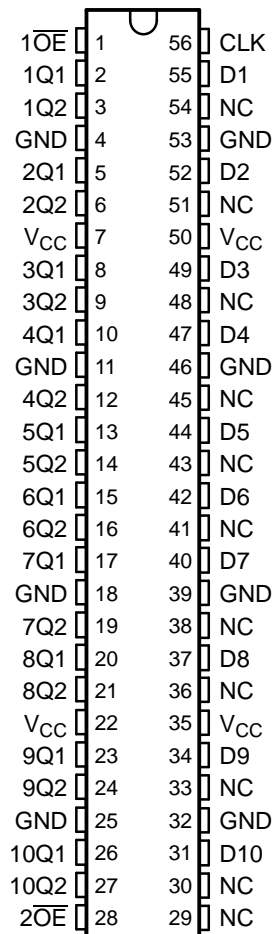 1O̅E̅ 1 56 CLK
1Q1 2 55 D1
1Q2 3 54 NC
GND 4 53 GND
2Q1 5 52 D2
2Q2 6 51 NC
VCC 7 50 VCC
3Q1 8 49 D3
3Q2 9 48 NC
4Q1 10 47 D4
GND 11 46 GND
4Q2 12 45 NC
5Q1 13 44 D5
5Q2 14 43 NC
6Q1 15 42 D6
6Q2 16 41 NC
7Q1 17 40 D7
GND 18 39 GND
7Q2 19 38 NC
8Q1 20 37 D8
8Q2 21 36 NC
VCC 22 35 VCC
9Q1 23 34 D9
9Q2 24 33 NC
GND 25 32 GND
10Q1 26 31 D10
10Q2 27 30 NC
2O̅E̅ 28 29 NC